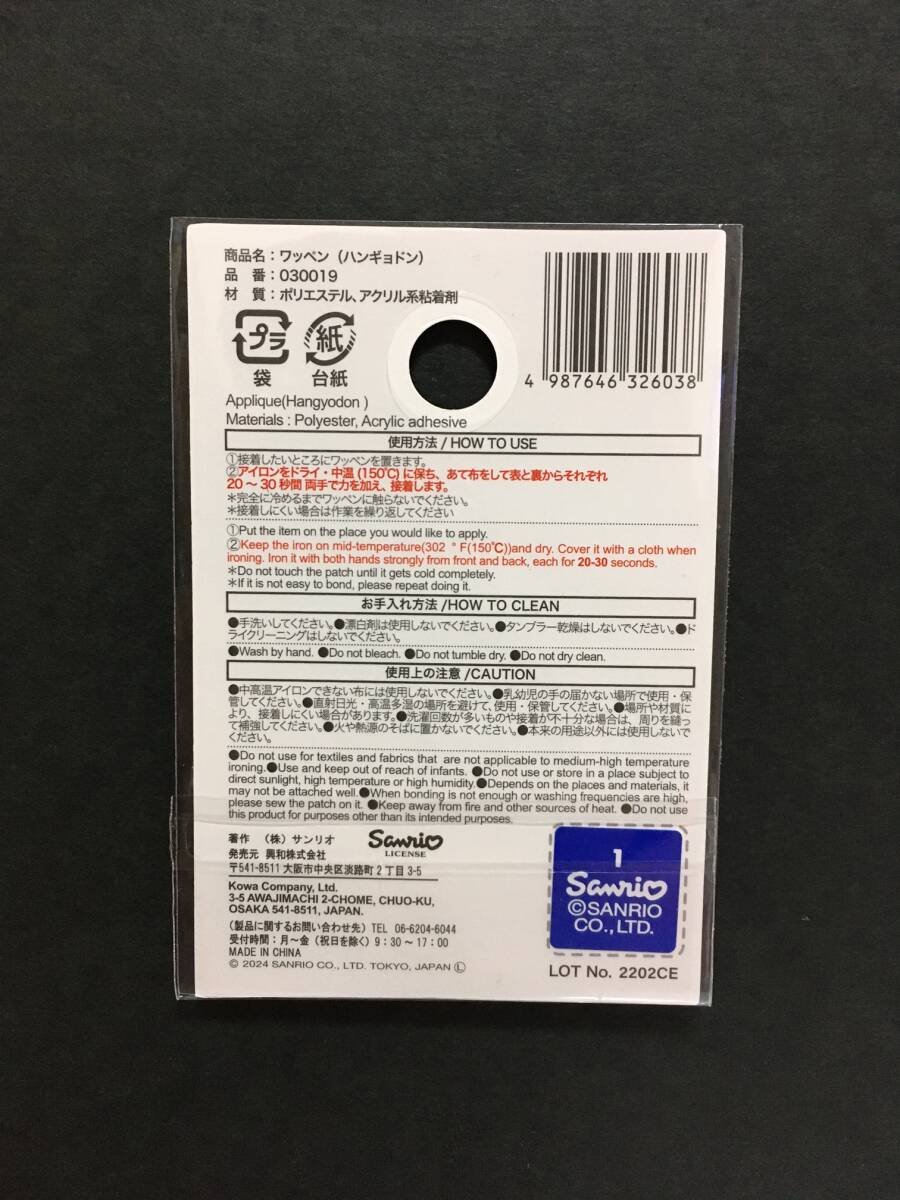 商品名：ワッペン（ハンギョドン）
品　番：030019
材　質：ポリエステル、アクリル系粘着剤
プラ
紙
袋
台紙
4 987646 326038
Applique(Hangyodon )
Materials : Polyester, Acrylic adhesive
使用方法 / HOW TO USE
①接着したいところにワッペンを置きます。
②アイロンをドライ・中温 (150℃) に保ち、あて布をして表と裏からそれぞれ
20 ～ 30 秒間 両手で力を加え、接着します。
＊完全に冷めるまでワッペンに触らないでください。
＊接着しにくい場合は作業を繰り返してください
①Put the item on the place you would like to apply.
②Keep the iron on mid-temperature(302 ° F(150℃))and dry. Cover it with a cloth when
ironing. Iron it with both hands strongly from front and back, each for 20-30 seconds.
＊Do not touch the patch until it gets cold completely.
＊If it is not easy to bond, please repeat doing it.
お手入れ方法 /HOW TO CLEAN
●手洗いしてください。●漂白剤は使用しないでください。●タンブラー乾燥はしないでください。●ド
ライクリーニングはしないでください。
●Wash by hand. ●Do not bleach. ●Do not tumble dry. ●Do not dry clean.
使用上の注意 /CAUTION
●中高温アイロンできない布には使用しないでください。●乳幼児の手の届かない場所で使用・保
管してください。●直射日光・高温多湿の場所を避けて、使用・保管してください。●場所や材質に
より、接着しにくい場合があります。●洗濯回数が多いものや接着が不十分な場合は、周りを縫っ
て補強してください。●火や熱源のそばに置かないでください。●本来の用途以外には使用しないで
ください。
●Do not use for textiles and fabrics that are not applicable to medium-high temperature
ironing.●Use and keep out of reach of infants. ●Do not use or store in a place subject to
direct sunlight, high temperature or high humidity.●Depends on the places and materials, it
may not be attached well.●When bonding is not enough or washing frequencies are high,
please sew the patch on it. ●Keep away from fire and other sources of heat. ●Do not use
this product for purposes other than its intended purposes.
著作 （株）サンリオ
Sanrio
LICENSE
発売元 興和株式会社
〒541-8511 大阪市中央区淡路町 2 丁目 3-5
Kowa Company, Ltd.
3-5 AWAJIMACHI 2-CHOME, CHUO-KU,
OSAKA 541-8511, JAPAN.
（製品に関するお問い合わせ先）TEL 06-6204-6044
受付時間：月～金（祝日を除く）9：30 ～ 17：00
MADE IN CHINA
© 2024 SANRIO CO., LTD. TOKYO, JAPAN Ⓛ
1
Sanrio
©SANRIO
CO.,LTD.
LOT No. 2202CE